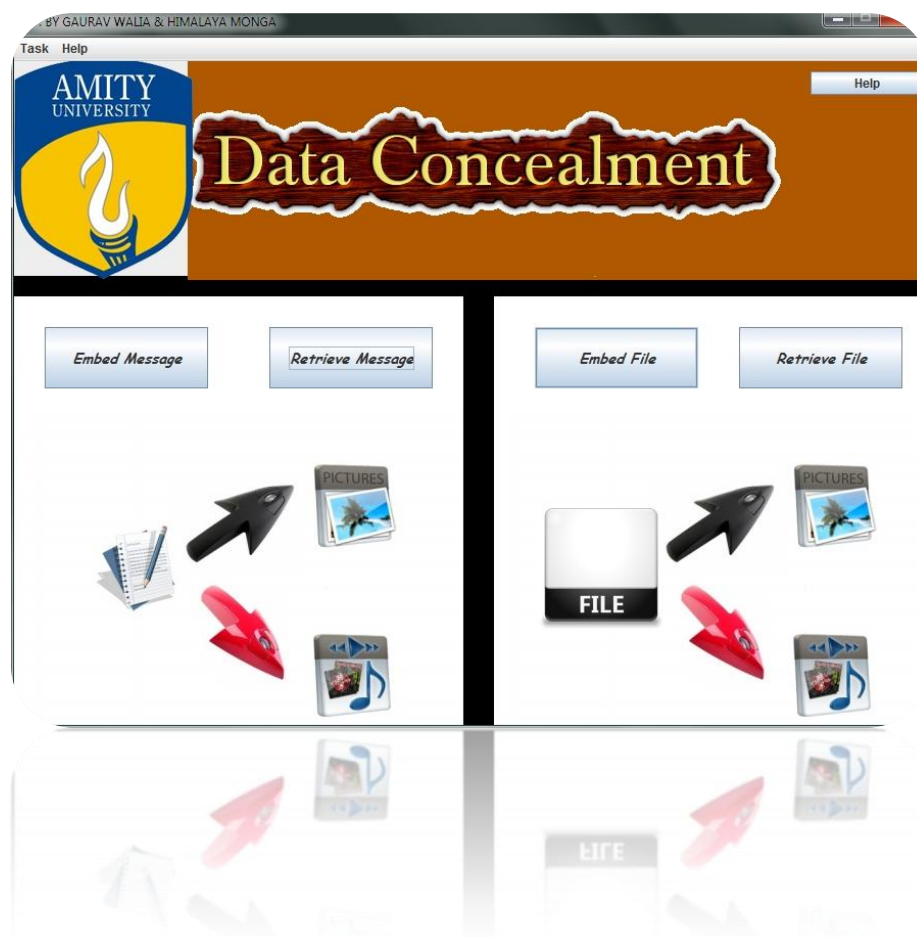 BY GAURAV WALIA & HIMALAYA MONGA
Task Help
AMITY
UNIVERSITY
Help
Data Concealment
Embed Message
Retrieve Message
Embed File
Retrieve File
PICTURES
PICTURES
FILE
FILE